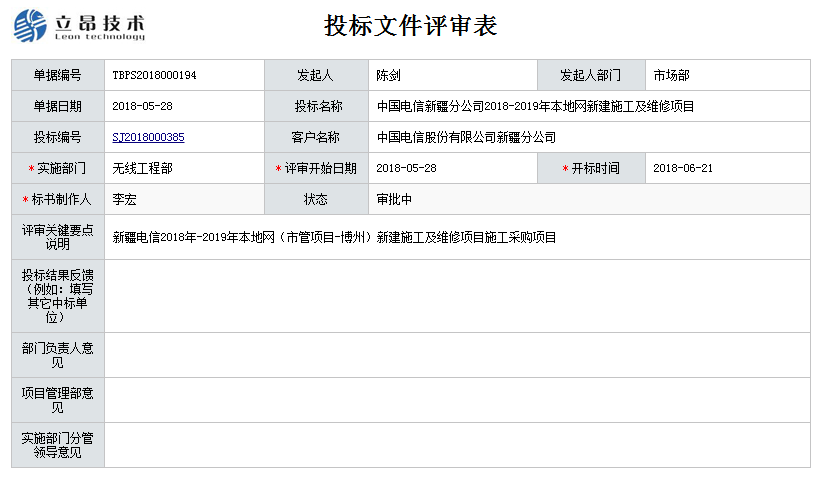 立昂技术
Leon technology
投标文件评审表
单据编号 TBPS2018000194 发起人 陈剑 发起人部门 市场部
单据日期 2018-05-28 投标名称 中国电信新疆分公司2018-2019年本地网新建施工及维修项目
投标编号 SJ2018000385 客户名称 中国电信股份有限公司新疆分公司
*实施部门 无线工程部 *评审开始日期 2018-05-28 *开标时间 2018-06-21
*标书制作人 李宏 状态 审批中
评审关键要点
说明
新疆电信2018年-2019年本地网（市管项目-博州）新建施工及维修项目施工采购项目
投标结果反馈
（例如：填写
其它中标单
位）
部门负责人意
见
项目管理部意
见
实施部门分管
领导意见